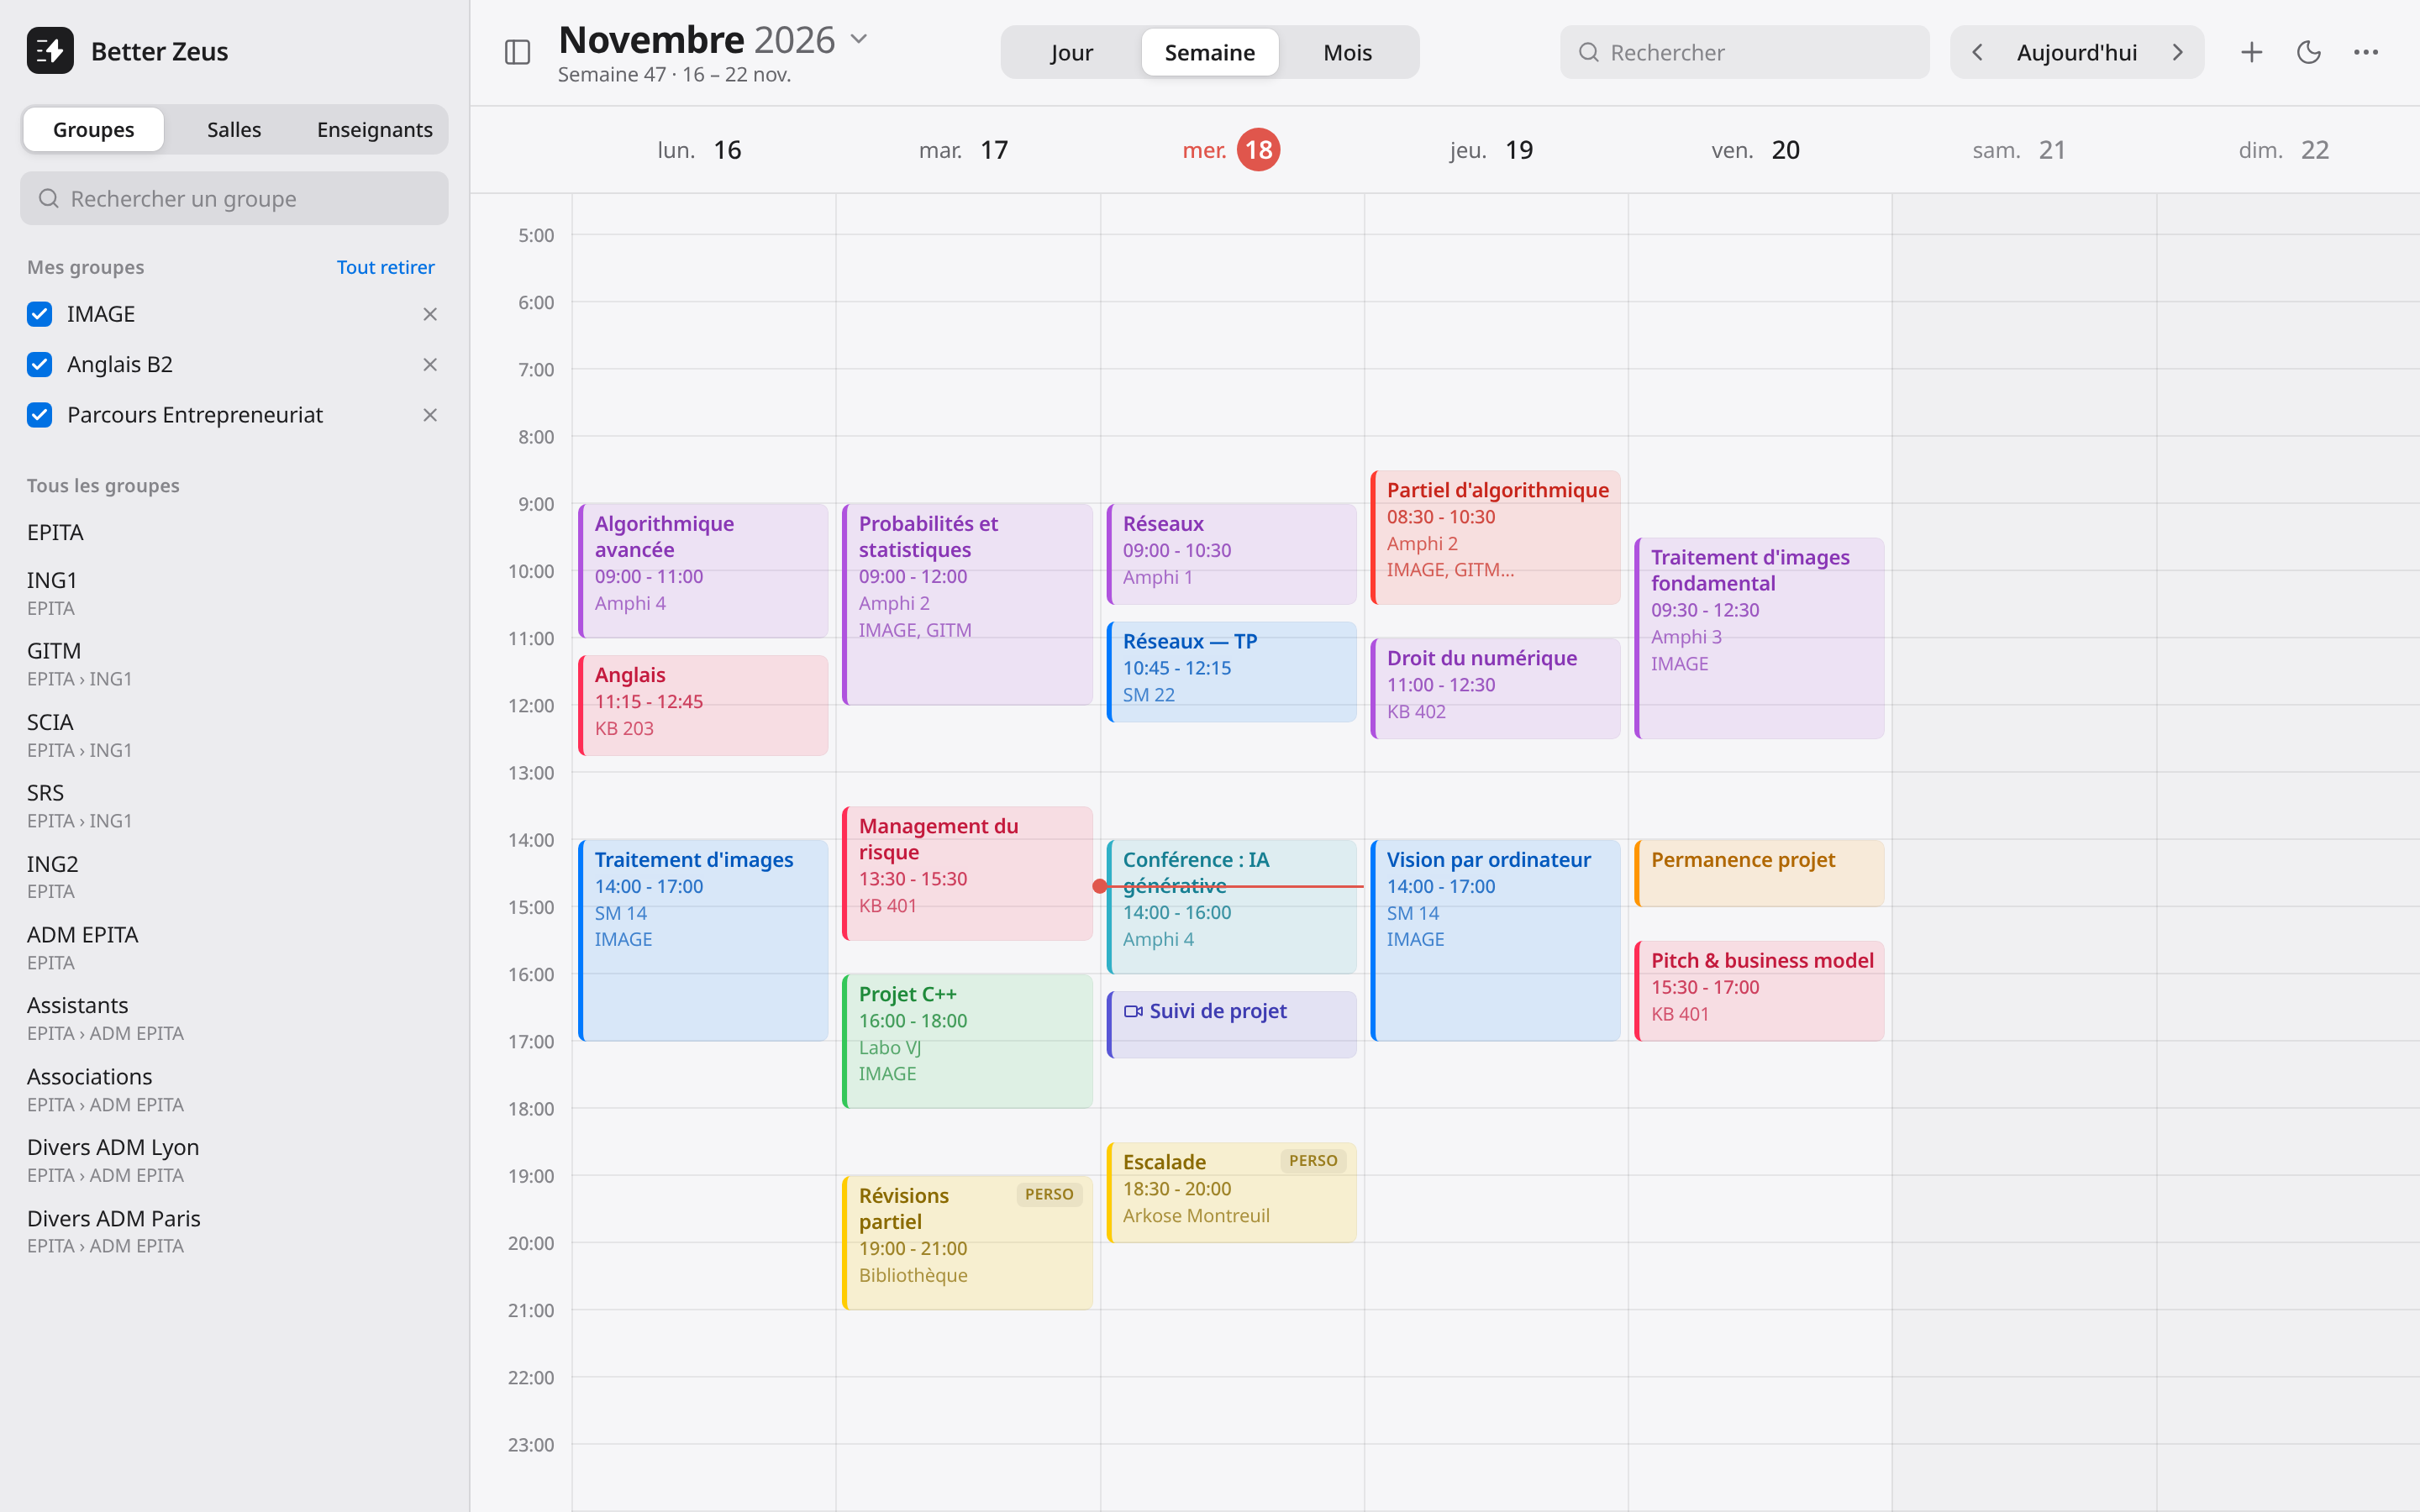 Better Zeus
Groupes
Salles
Enseignants
Rechercher un groupe
Mes groupes
Tout retirer
IMAGE
Anglais B2
Parcours Entrepreneuriat
Tous les groupes
EPITA
ING1
EPITA
GITM
EPITA › ING1
SCIA
EPITA › ING1
SRS
EPITA › ING1
ING2
EPITA
ADM EPITA
EPITA
Assistants
EPITA › ADM EPITA
Associations
EPITA › ADM EPITA
Divers ADM Lyon
EPITA › ADM EPITA
Divers ADM Paris
EPITA › ADM EPITA
Novembre 2026
Semaine 47 · 16 – 22 nov.
Jour
Semaine
Mois
Rechercher
Aujourd'hui
lun. 16
mar. 17
mer. 18
jeu. 19
ven. 20
sam. 21
dim. 22
5:00
6:00
7:00
8:00
9:00
10:00
11:00
12:00
13:00
14:00
15:00
16:00
17:00
18:00
19:00
20:00
21:00
22:00
23:00
Algorithmique
avancée
09:00 - 11:00
Amphi 4
Anglais
11:15 - 12:45
KB 203
Traitement d'images
14:00 - 17:00
SM 14
IMAGE
Probabilités et
statistiques
09:00 - 12:00
Amphi 2
IMAGE, GITM
Management du
risque
13:30 - 15:30
KB 401
Projet C++
16:00 - 18:00
Labo VJ
IMAGE
Révisions
partiel
PERSO
19:00 - 21:00
Bibliothèque
Réseaux
09:00 - 10:30
Amphi 1
Réseaux — TP
10:45 - 12:15
SM 22
Conférence : IA
générative
14:00 - 16:00
Amphi 4
Suivi de projet
Escalade
PERSO
18:30 - 20:00
Arkose Montreuil
Partiel d'algorithmique
08:30 - 10:30
Amphi 2
IMAGE, GITM...
Droit du numérique
11:00 - 12:30
KB 402
Vision par ordinateur
14:00 - 17:00
SM 14
IMAGE
Traitement d'images
fondamental
09:30 - 12:30
Amphi 3
IMAGE
Permanence projet
Pitch & business model
15:30 - 17:00
KB 401